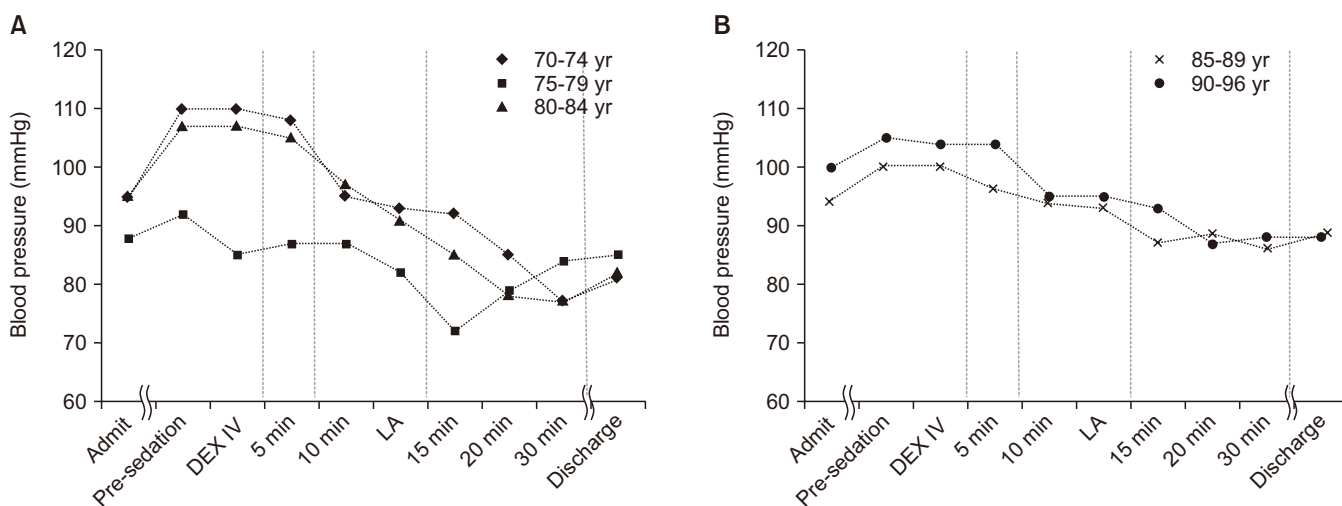 A
120
110
100
90
80
70
60
Blood pressure (mmHg)
70-74 yr
75-79 yr
80-84 yr
Admit
Pre-sedation
DEX IV
5 min
10 min
LA
15 min
20 min
30 min
Discharge
B
120
110
100
90
80
70
60
Blood pressure (mmHg)
85-89 yr
90-96 yr
Admit
Pre-sedation
DEX IV
5 min
10 min
LA
15 min
20 min
30 min
Discharge